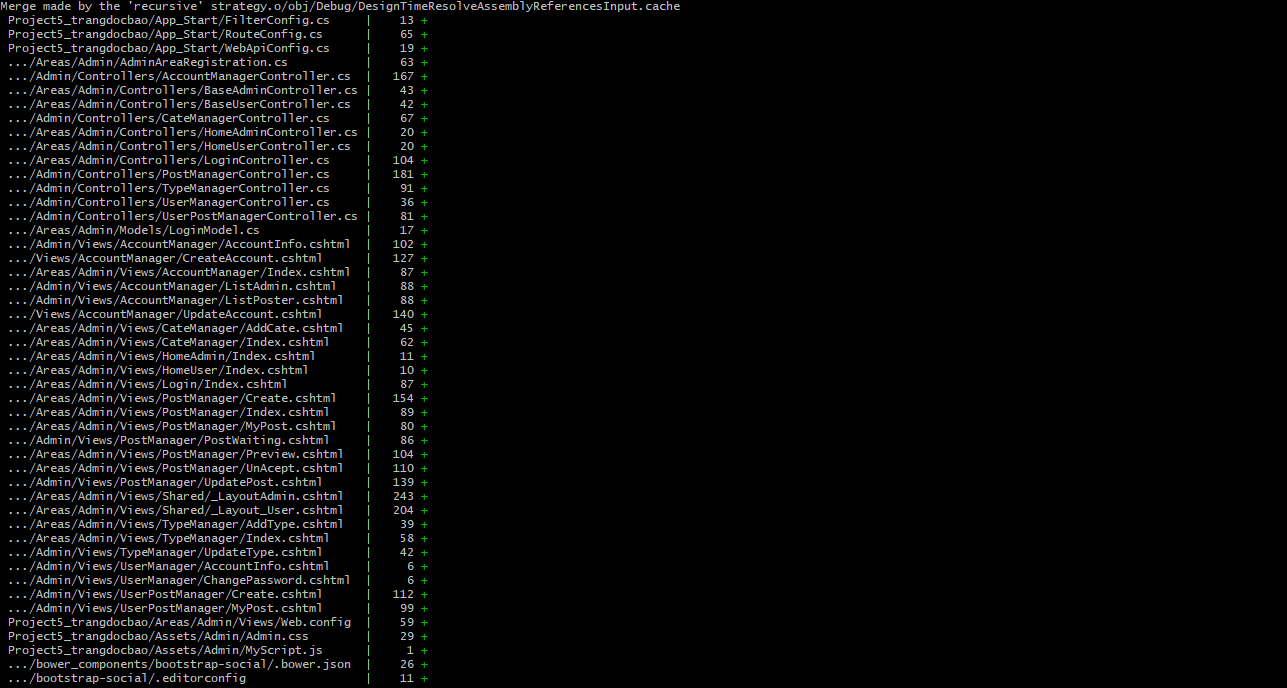 Merge made by the 'recursive' strategy.o/obj/Debug/DesignTimeResolveAssemblyReferencesInput.cache
 Project5_trangdocbao/App_Start/FilterConfig.cs     |    13 +
 Project5_trangdocbao/App_Start/RouteConfig.cs      |    65 +
 Project5_trangdocbao/App_Start/WebApiConfig.cs     |    19 +
 .../Areas/Admin/AdminAreaRegistration.cs           |    63 +
 .../Admin/Controllers/AccountManagerController.cs  |   167 +
 .../Areas/Admin/Controllers/BaseAdminController.cs |    43 +
 .../Areas/Admin/Controllers/BaseUserController.cs  |    42 +
 .../Admin/Controllers/CateManagerController.cs     |    67 +
 .../Areas/Admin/Controllers/HomeAdminController.cs |    20 +
 .../Areas/Admin/Controllers/HomeUserController.cs  |    20 +
 .../Areas/Admin/Controllers/LoginController.cs     |   104 +
 .../Admin/Controllers/PostManagerController.cs     |   181 +
 .../Admin/Controllers/TypeManagerController.cs     |    91 +
 .../Admin/Controllers/UserManagerController.cs     |    36 +
 .../Admin/Controllers/UserPostManagerController.cs |    81 +
 .../Areas/Admin/Models/LoginModel.cs               |    17 +
 .../Admin/Views/AccountManager/AccountInfo.cshtml  |   102 +
 .../Views/AccountManager/CreateAccount.cshtml      |   127 +
 .../Areas/Admin/Views/AccountManager/Index.cshtml  |    87 +
 .../Admin/Views/AccountManager/ListAdmin.cshtml    |    88 +
 .../Admin/Views/AccountManager/ListPoster.cshtml   |    88 +
 .../Views/AccountManager/UpdateAccount.cshtml      |   140 +
 .../Areas/Admin/Views/CateManager/AddCate.cshtml   |    45 +
 .../Areas/Admin/Views/CateManager/Index.cshtml     |    62 +
 .../Areas/Admin/Views/HomeAdmin/Index.cshtml       |    11 +
 .../Areas/Admin/Views/HomeUser/Index.cshtml        |    10 +
 .../Areas/Admin/Views/Login/Index.cshtml           |    87 +
 .../Areas/Admin/Views/PostManager/Create.cshtml    |   154 +
 .../Areas/Admin/Views/PostManager/Index.cshtml     |    89 +
 .../Areas/Admin/Views/PostManager/MyPost.cshtml    |    80 +
 .../Admin/Views/PostManager/PostWaiting.cshtml     |    86 +
 .../Areas/Admin/Views/PostManager/Preview.cshtml   |   104 +
 .../Areas/Admin/Views/PostManager/UnAcept.cshtml   |   110 +
 .../Admin/Views/PostManager/UpdatePost.cshtml      |   139 +
 .../Areas/Admin/Views/Shared/_LayoutAdmin.cshtml   |   243 +
 .../Areas/Admin/Views/Shared/_Layout_User.cshtml   |   204 +
 .../Areas/Admin/Views/TypeManager/AddType.cshtml   |    39 +
 .../Areas/Admin/Views/TypeManager/Index.cshtml     |    58 +
 .../Admin/Views/TypeManager/UpdateType.cshtml      |    42 +
 .../Admin/Views/UserManager/AccountInfo.cshtml     |     6 +
 .../Admin/Views/UserManager/ChangePassword.cshtml  |     6 +
 .../Admin/Views/UserPostManager/Create.cshtml      |   112 +
 .../Admin/Views/UserPostManager/MyPost.cshtml      |    99 +
 Project5_trangdocbao/Areas/Admin/Views/Web.config  |    59 +
 Project5_trangdocbao/Assets/Admin/Admin.css        |    29 +
 Project5_trangdocbao/Assets/Admin/MyScript.js      |     1 +
 .../bower_components/bootstrap-social/.bower.json  |    26 +
 .../bootstrap-social/.editorconfig                 |    11 +